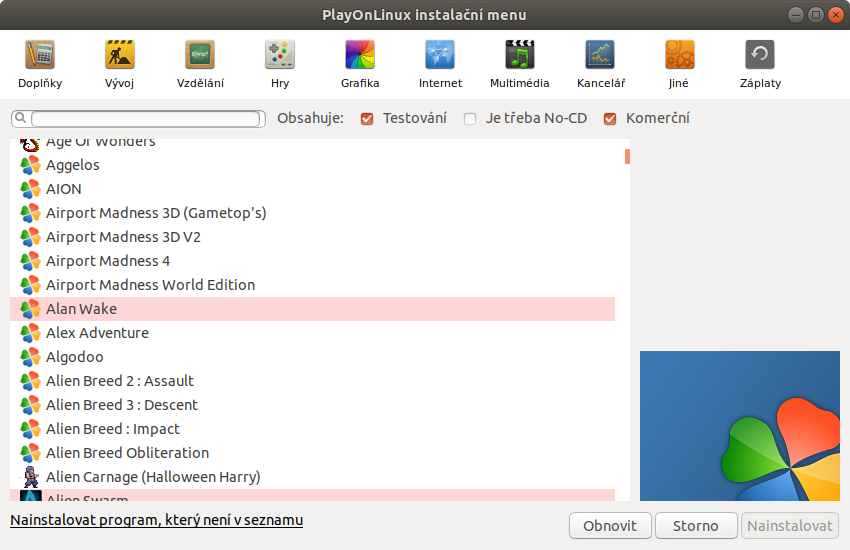 PlayOnLinux instalační menu
Doplňky Vývoj Vzdělání Hry Grafika Internet Multimédia Kancelář Jiné Záplaty
Obsahuje: Testování Je třeba No-CD Komerční
Age Of Wonders
Aggelos
AION
Airport Madness 3D (Gametop's)
Airport Madness 3D V2
Airport Madness 4
Airport Madness World Edition
Alan Wake
Alex Adventure
Algodoo
Alien Breed 2 : Assault
Alien Breed 3 : Descent
Alien Breed : Impact
Alien Breed Obliteration
Alien Carnage (Halloween Harry)
Alien Swarm
Nainstalovat program, který není v seznamu
Obnovit Storno Nainstalovat